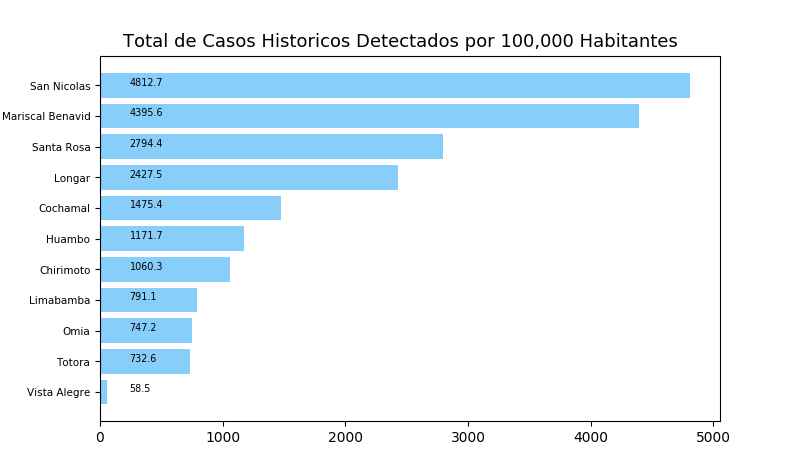 Total de Casos Historicos Detectados por 100,000 Habitantes
San Nicolas 4812.7
Mariscal Benavid 4395.6
Santa Rosa 2794.4
Longar 2427.5
Cochamal 1475.4
Huambo 1171.7
Chirimoto 1060.3
Limabamba 791.1
Omia 747.2
Totora 732.6
Vista Alegre 58.5
0 1000 2000 3000 4000 5000